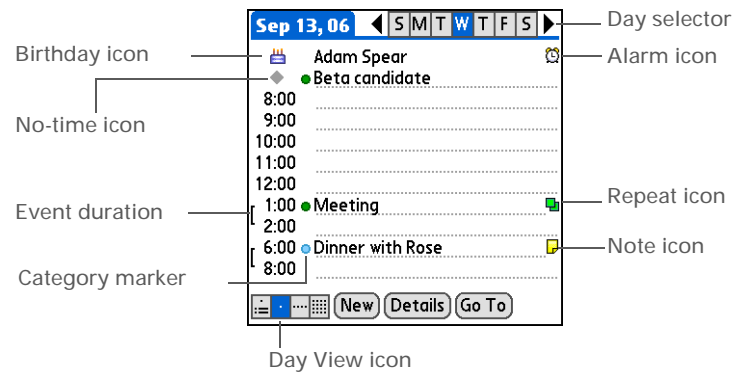 Sep 13, 06 S M T W T F S Day selector
Birthday icon Adam Spear Alarm icon
Beta candidate
8:00
No-time icon 9:00
10:00
11:00
12:00
Event duration 1:00 Meeting Repeat icon
2:00
6:00 Dinner with Rose Note icon
Category marker 8:00
New Details Go To
Day View icon